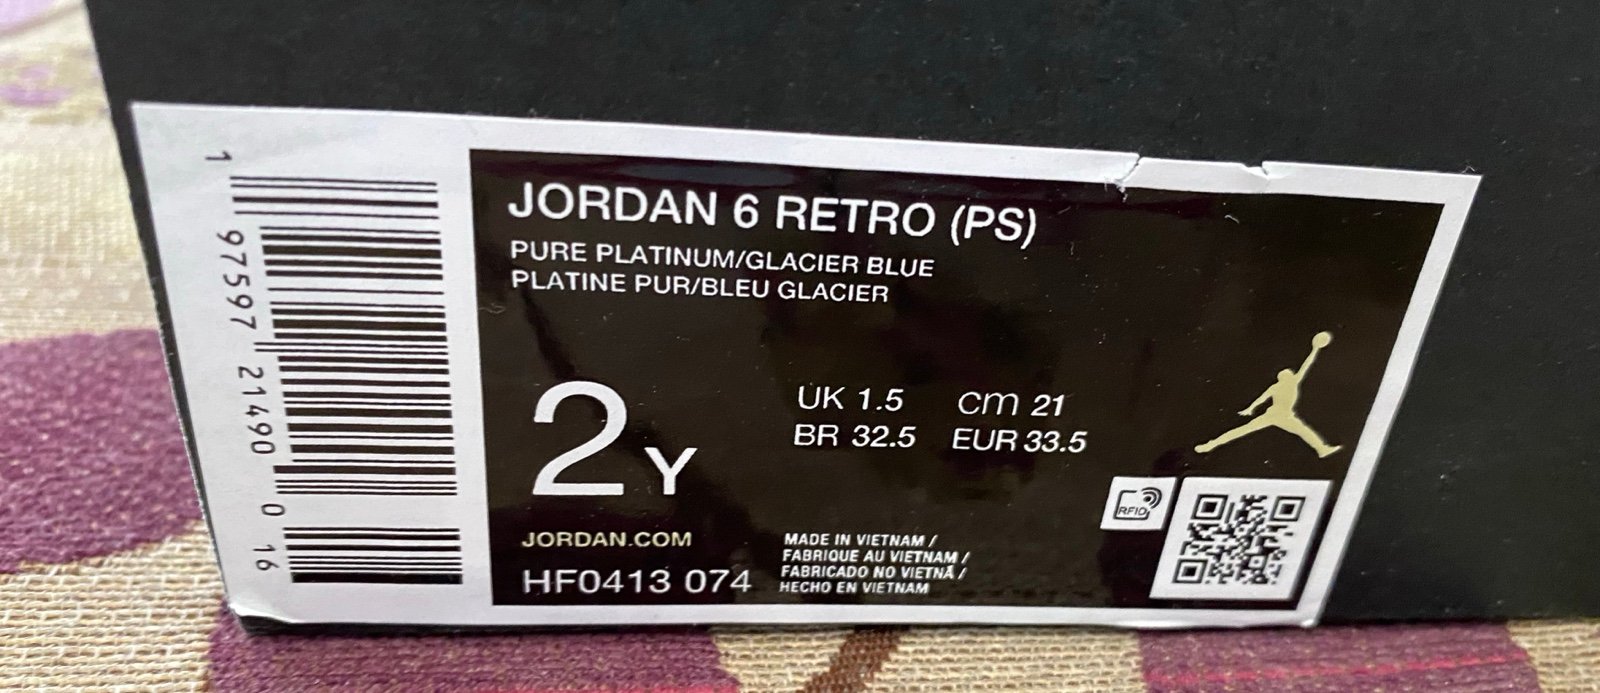 JORDAN 6 RETRO (PS)
PURE PLATINUM/GLACIER BLUE
PLATINE PUR/BLEU GLACIER
2Y
UK 1.5 cm 21
BR 32.5 EUR 33.5
JORDAN.COM
HF0413 074
MADE IN VIETNAM /
FABRIQUE AU VIETNAM /
FABRICADO NO VIETNÃ /
HECHO EN VIETNAM
RFID
1 97597 21490 0 16